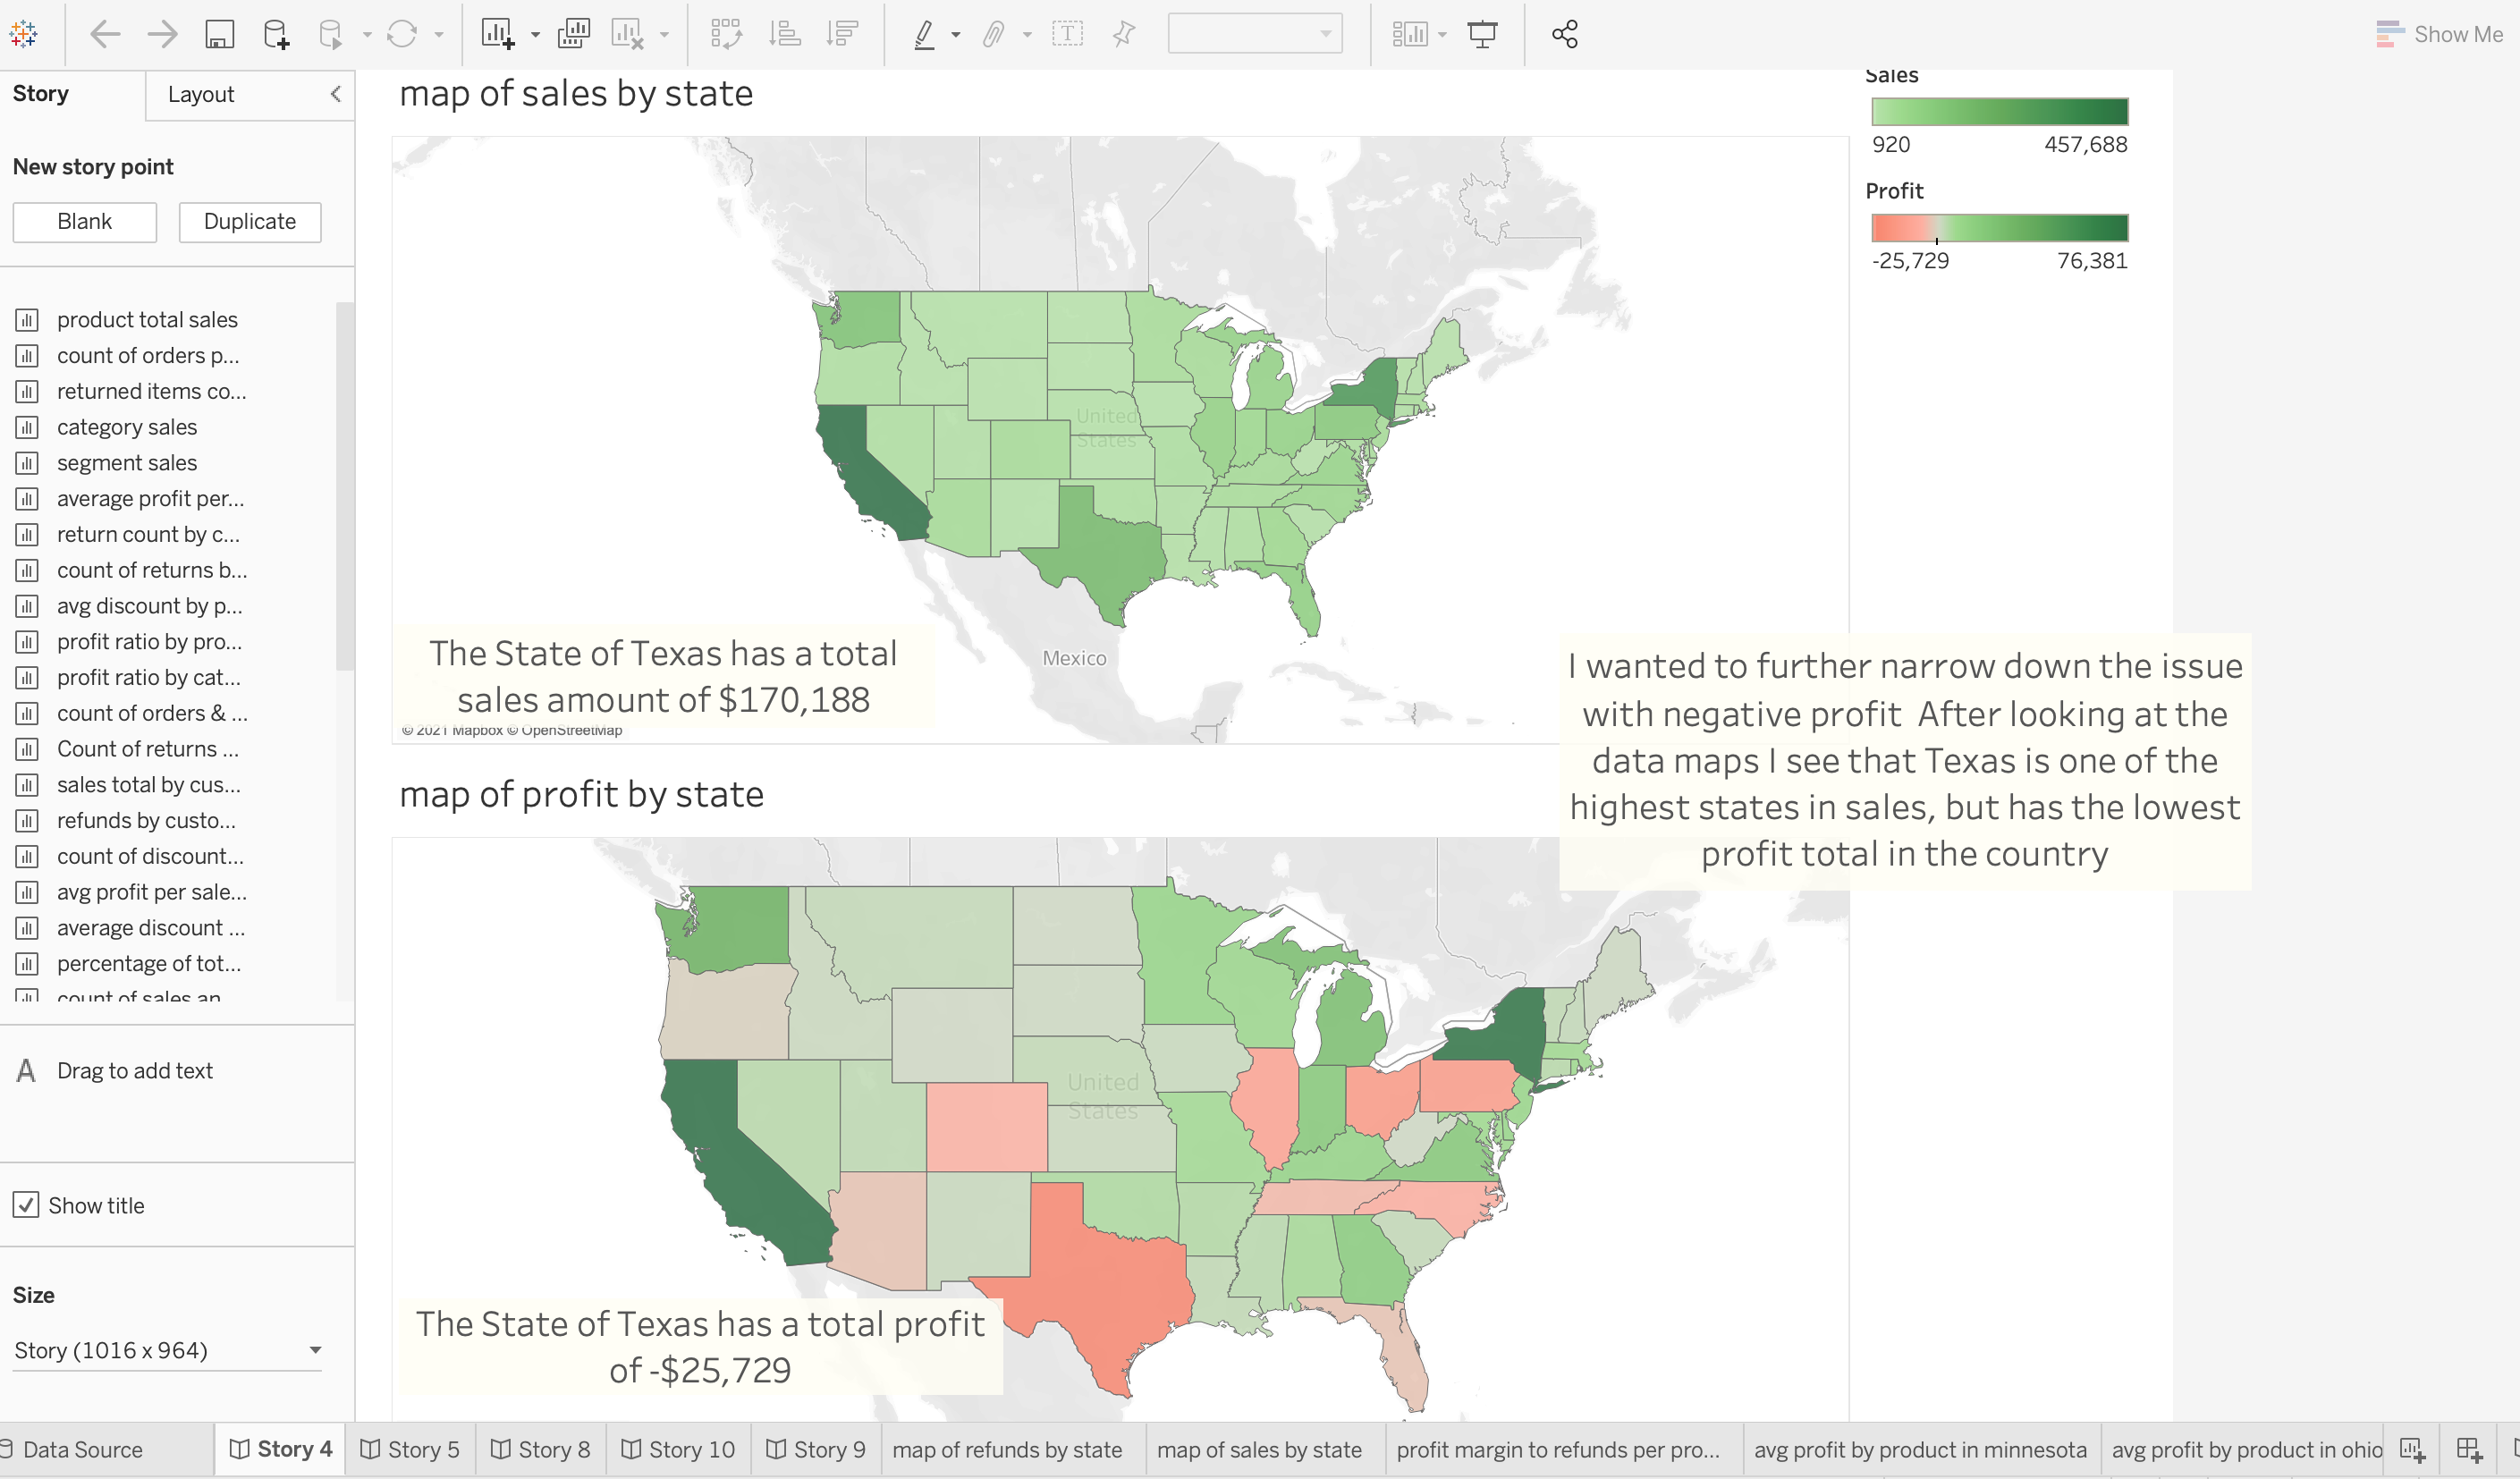 Show Me
Story
Layout
New story point
Blank
Duplicate
product total sales
count of orders p...
returned items co...
category sales
segment sales
average profit per...
return count by c...
count of returns b...
avg discount by p...
profit ratio by pro...
profit ratio by cat...
count of orders & ...
Count of returns ...
sales total by cus...
refunds by custo...
count of discount...
avg profit per sale...
average discount ...
percentage of tot...
count of sales an
A Drag to add text
Show title
Size
Story (1016 x 964)
map of sales by state
United
States
Mexico
The State of Texas has a total
sales amount of $170,188
© 2021 Mapbox © OpenStreetMap
Sales
920 457,688
Profit
-25,729 76,381
I wanted to further narrow down the issue
with negative profit After looking at the
data maps I see that Texas is one of the
highest states in sales, but has the lowest
profit total in the country
map of profit by state
United
States
The State of Texas has a total profit
of -$25,729
Data Source
Story 4
Story 5
Story 8
Story 10
Story 9
map of refunds by state
map of sales by state
profit margin to refunds per pro...
avg profit by product in minnesota
avg profit by product in ohio